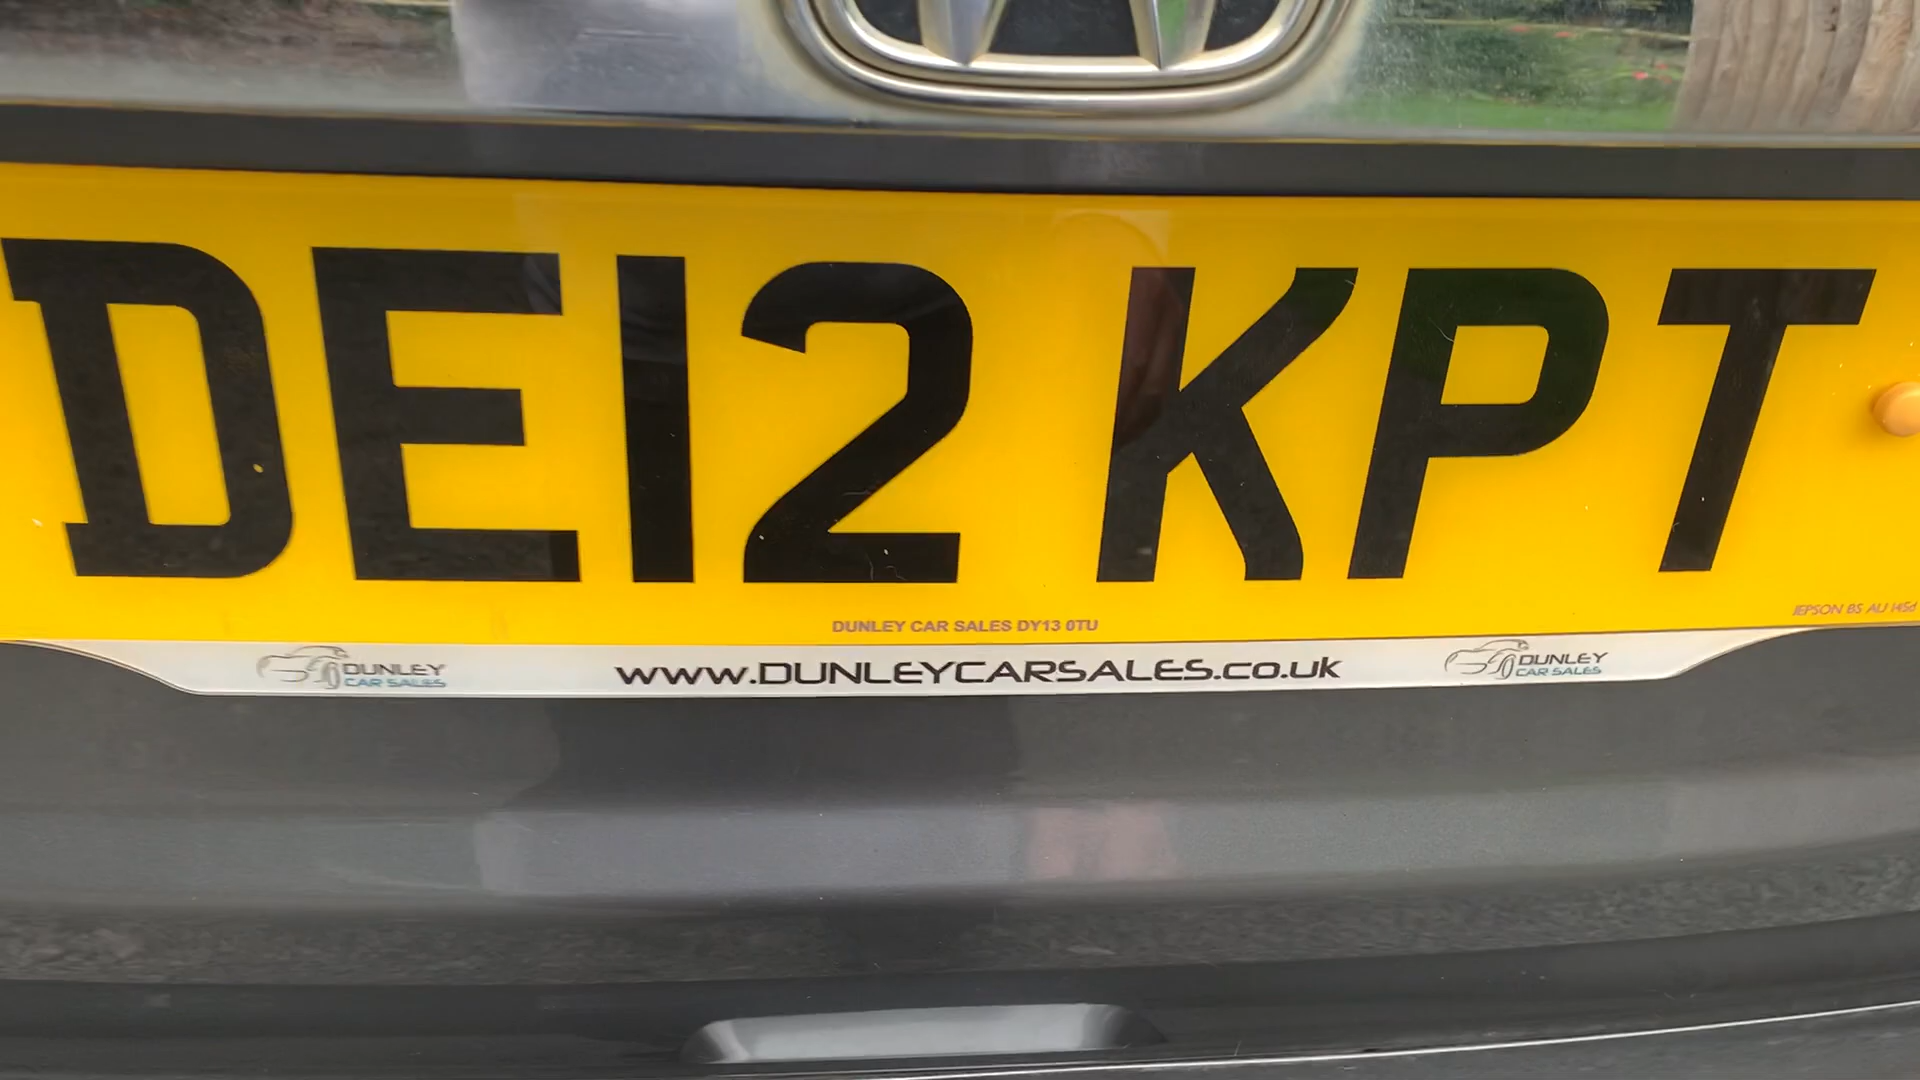 DE12 KPT
DUNLEY CAR SALES DY13 0TU
JEPSON BS AU 145d
DUNLEY
CAR SALES
www.DUNLEYCARSALES.co.uk
DUNLEY
CAR SALES